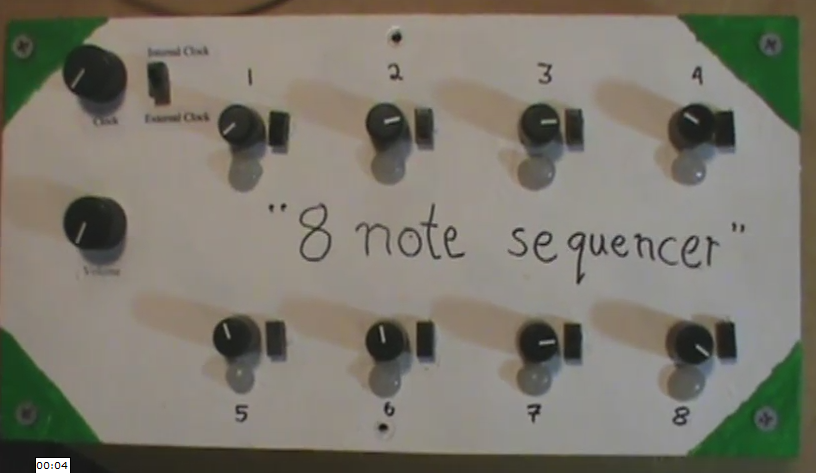 Internal Clock
1 2 3 4
Clock
External Clock
"8 note sequencer"
Volume
5 6 7 8
00:04